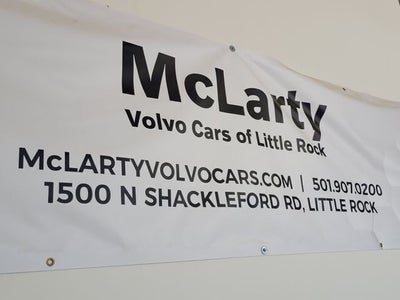 McLarty
Volvo Cars of Little Rock
McLARTYVOLVOCARS.COM | 501.907.0200
1500 N SHACKLEFORD RD, LITTLE ROCK